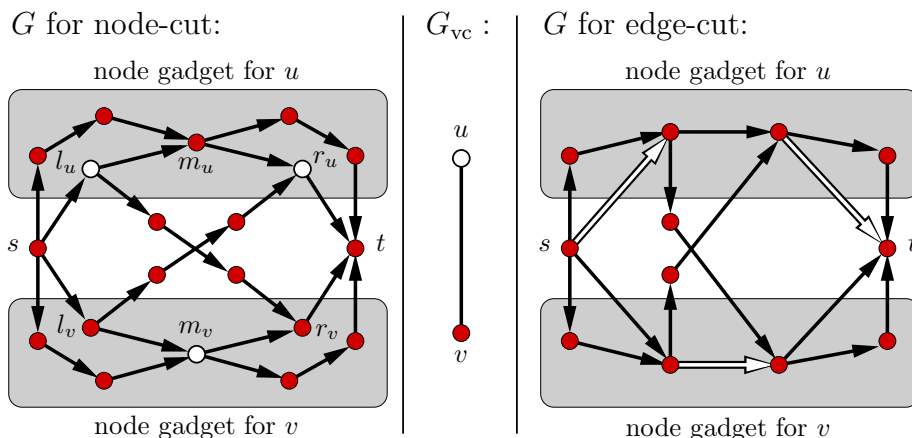 G for node-cut:
node gadget for u
l_u
m_u
r_u
s
t
l_v
m_v
r_v
node gadget for v
G_vc :
u
v
G for edge-cut:
node gadget for u
s
t
node gadget for v